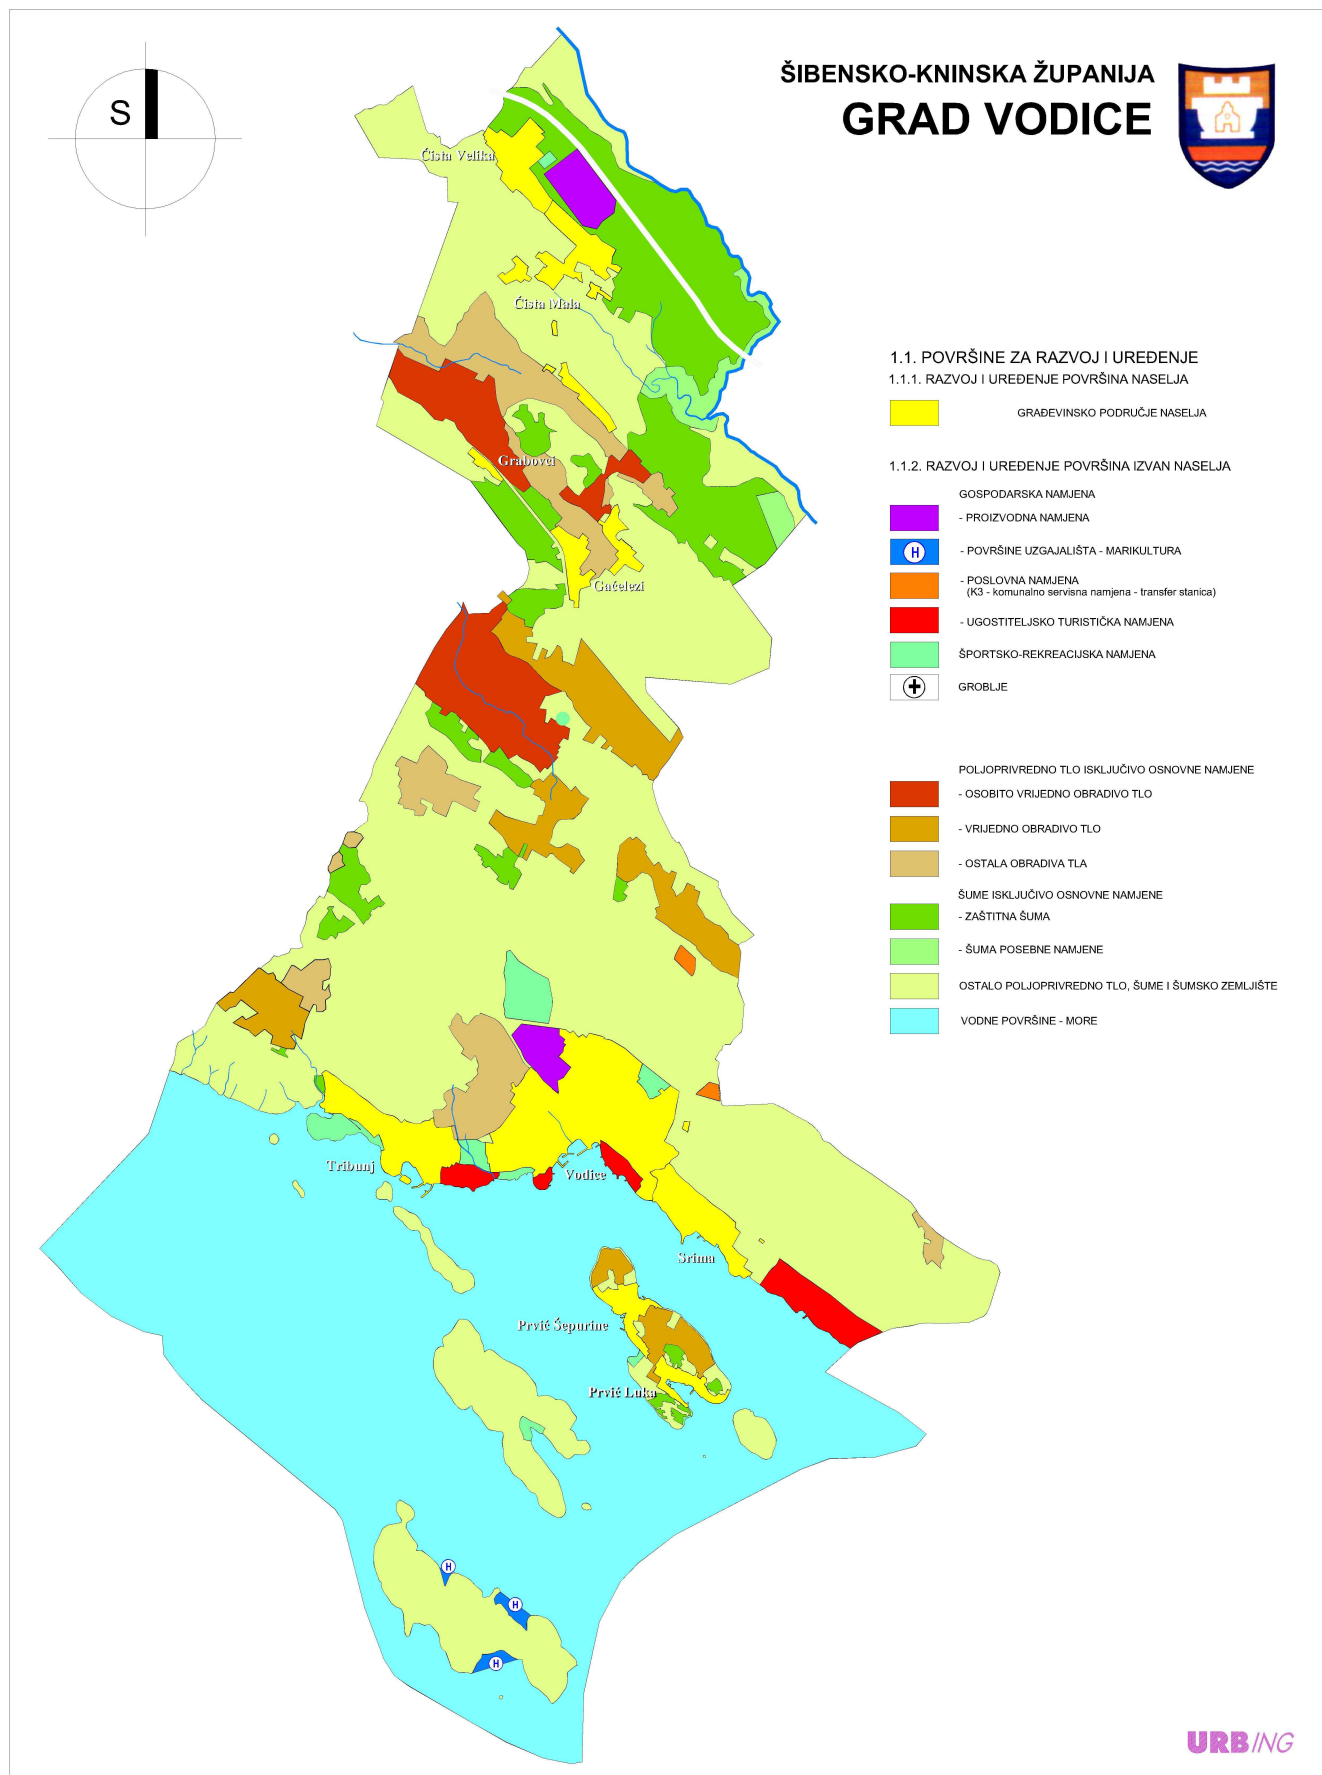 S
ŠIBENSKO-KNINSKA ŽUPANIJA
GRAD VODICE
Čista Velika
Čista Mala
Grabovci
Gaćelezi
Tribunj
Vodice
Srima
Prvić Šepurine
Prvić Luka
H
H
H
1.1. POVRŠINE ZA RAZVOJ I UREĐENJE
1.1.1. RAZVOJ I UREĐENJE POVRŠINA NASELJA
GRAĐEVINSKO PODRUČJE NASELJA
1.1.2. RAZVOJ I UREĐENJE POVRŠINA IZVAN NASELJA
GOSPODARSKA NAMJENA
- PROIZVODNA NAMJENA
H - POVRŠINE UZGAJALIŠTA - MARIKULTURA
- POSLOVNA NAMJENA
(K3 - komunalno servisna namjena - transfer stanica)
- UGOSTITELJSKO TURISTIČKA NAMJENA
ŠPORTSKO-REKREACIJSKA NAMJENA
GROBLJE
POLJOPRIVREDNO TLO ISKLJUČIVO OSNOVNE NAMJENE
- OSOBITO VRIJEDNO OBRADIVO TLO
- VRIJEDNO OBRADIVO TLO
- OSTALA OBRADIVA TLA
ŠUME ISKLJUČIVO OSNOVNE NAMJENE
- ZAŠTITNA ŠUMA
- ŠUMA POSEBNE NAMJENE
OSTALO POLJOPRIVREDNO TLO, ŠUME I ŠUMSKO ZEMLJIŠTE
VODNE POVRŠINE - MORE
URBING